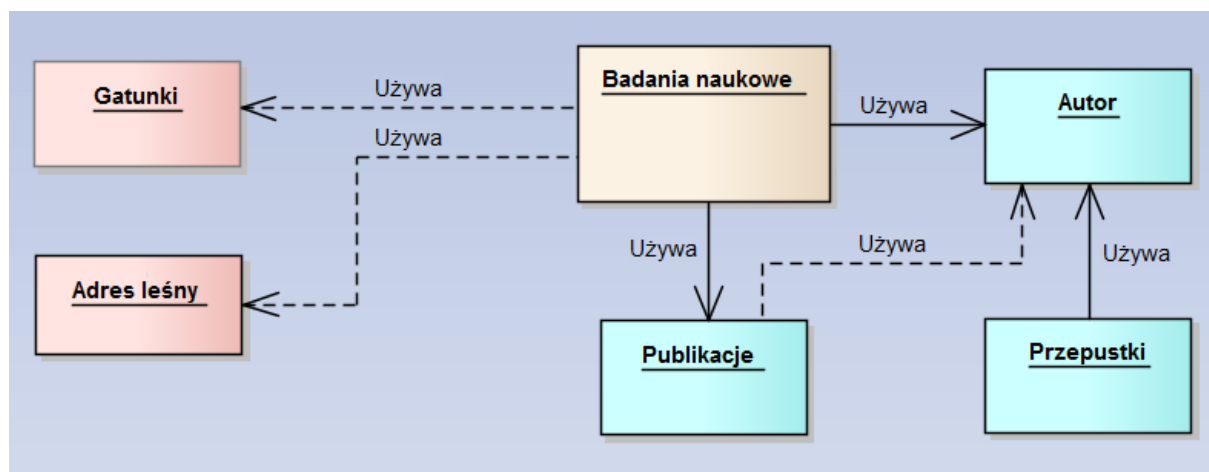 Gatunki
Używa
Używa
Badania naukowe
Używa
Autor
Adres leśny
Używa
Używa
Używa
Publikacje
Przepustki